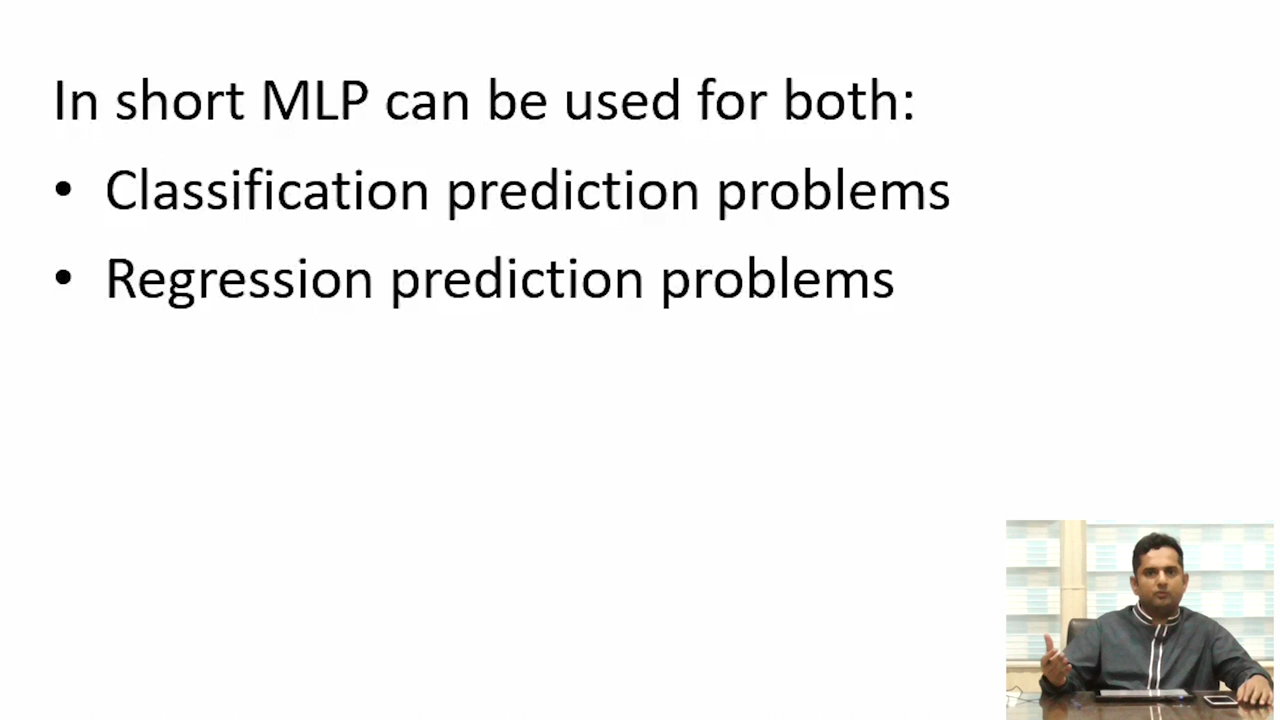 In short MLP can be used for both:
• Classification prediction problems
• Regression prediction problems